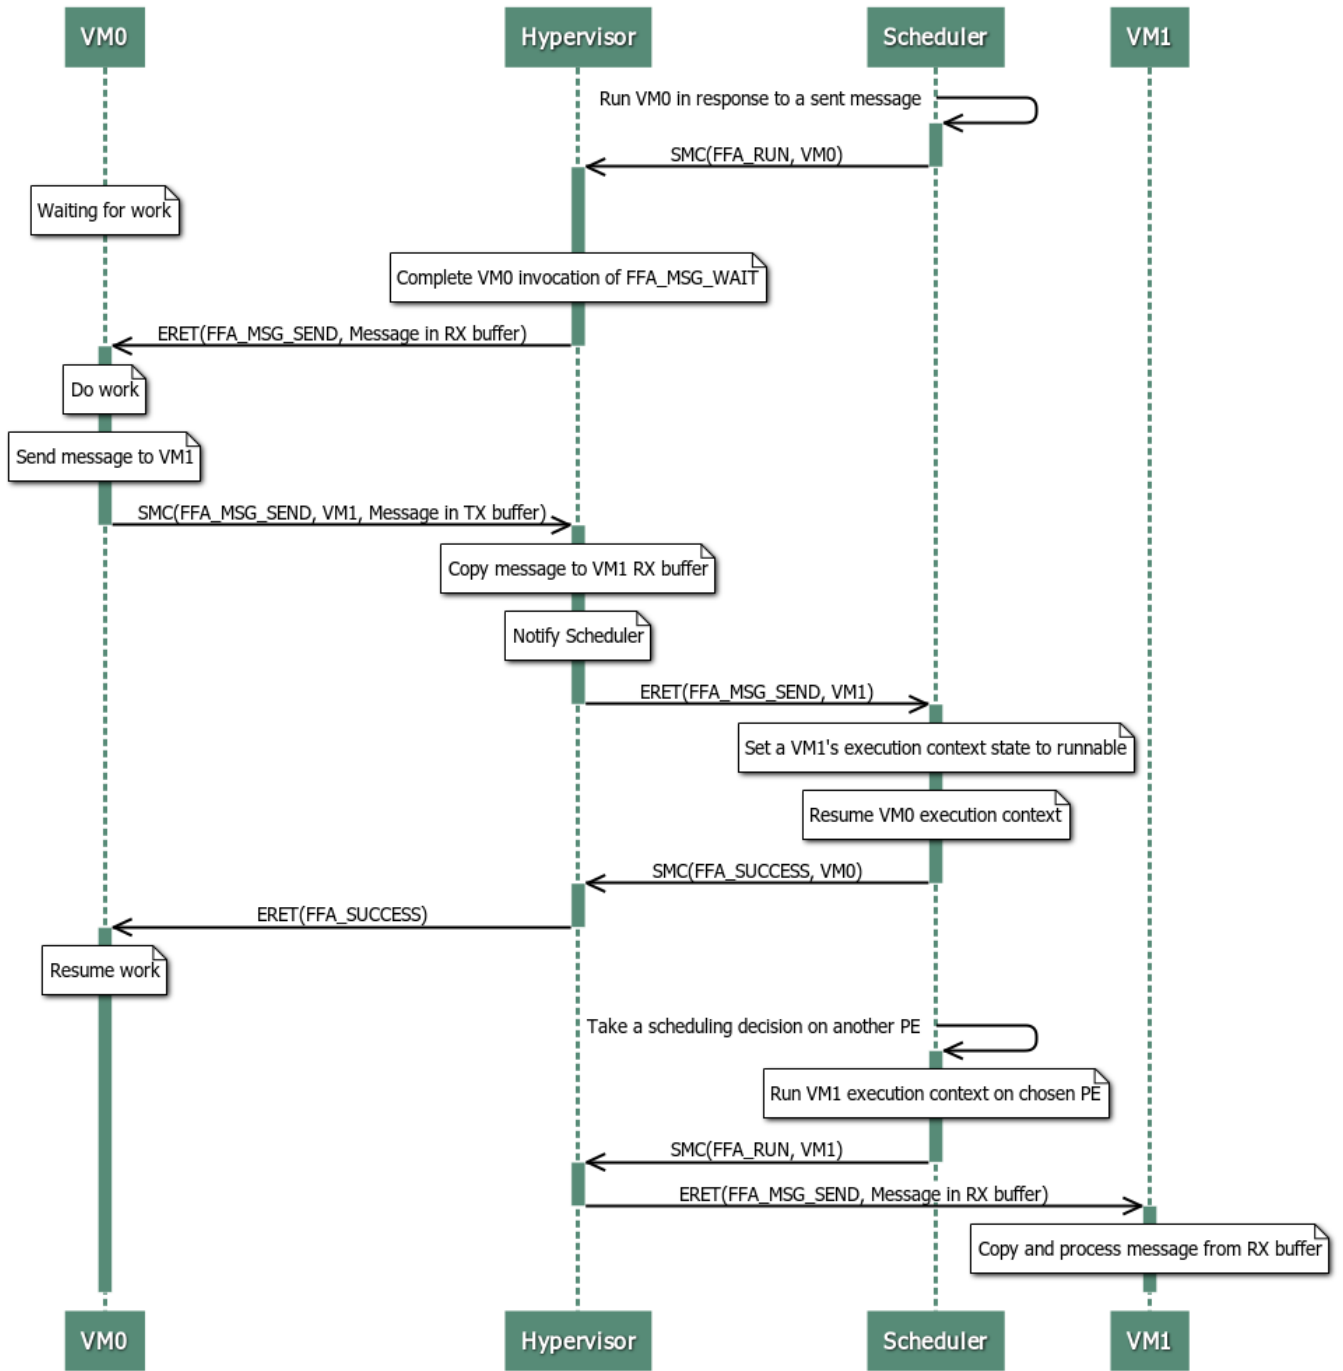 VM0
Hypervisor
Scheduler
VM1
Run VM0 in response to a sent message
SMC(FFA_RUN, VM0)
Waiting for work
Complete VM0 invocation of FFA_MSG_WAIT
ERET(FFA_MSG_SEND, Message in RX buffer)
Do work
Send message to VM1
SMC(FFA_MSG_SEND, VM1, Message in TX buffer)
Copy message to VM1 RX buffer
Notify Scheduler
ERET(FFA_MSG_SEND, VM1)
Set a VM1's execution context state to runnable
Resume VM0 execution context
SMC(FFA_SUCCESS, VM0)
ERET(FFA_SUCCESS)
Resume work
Take a scheduling decision on another PE
Run VM1 execution context on chosen PE
SMC(FFA_RUN, VM1)
ERET(FFA_MSG_SEND, Message in RX buffer)
Copy and process message from RX buffer
VM0
Hypervisor
Scheduler
VM1